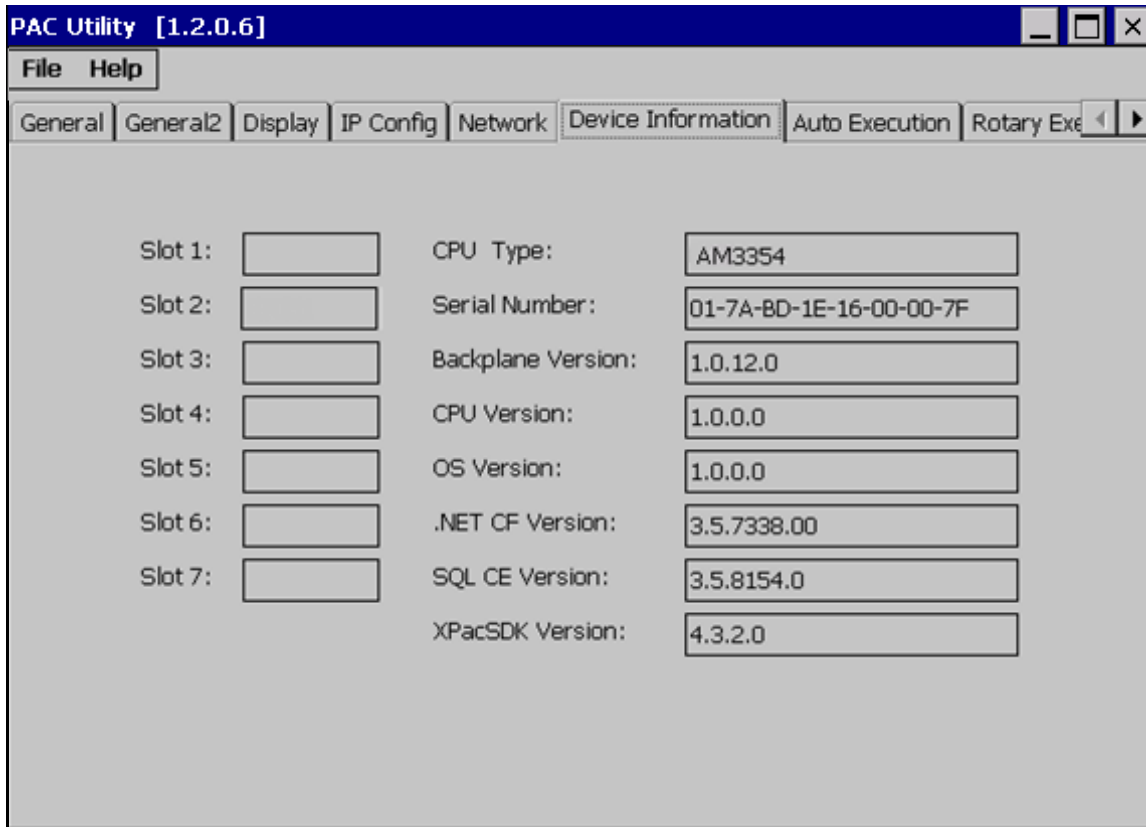 PAC Utility [1.2.0.6]
File Help
General General2 Display IP Config Network Device Information Auto Execution Rotary Exe
Slot 1: CPU Type: AM3354
Slot 2: Serial Number: 01-7A-BD-1E-16-00-00-7F
Slot 3: Backplane Version: 1.0.12.0
Slot 4: CPU Version: 1.0.0.0
Slot 5: OS Version: 1.0.0.0
Slot 6: .NET CF Version: 3.5.7338.00
Slot 7: SQL CE Version: 3.5.8154.0
XPacSDK Version: 4.3.2.0